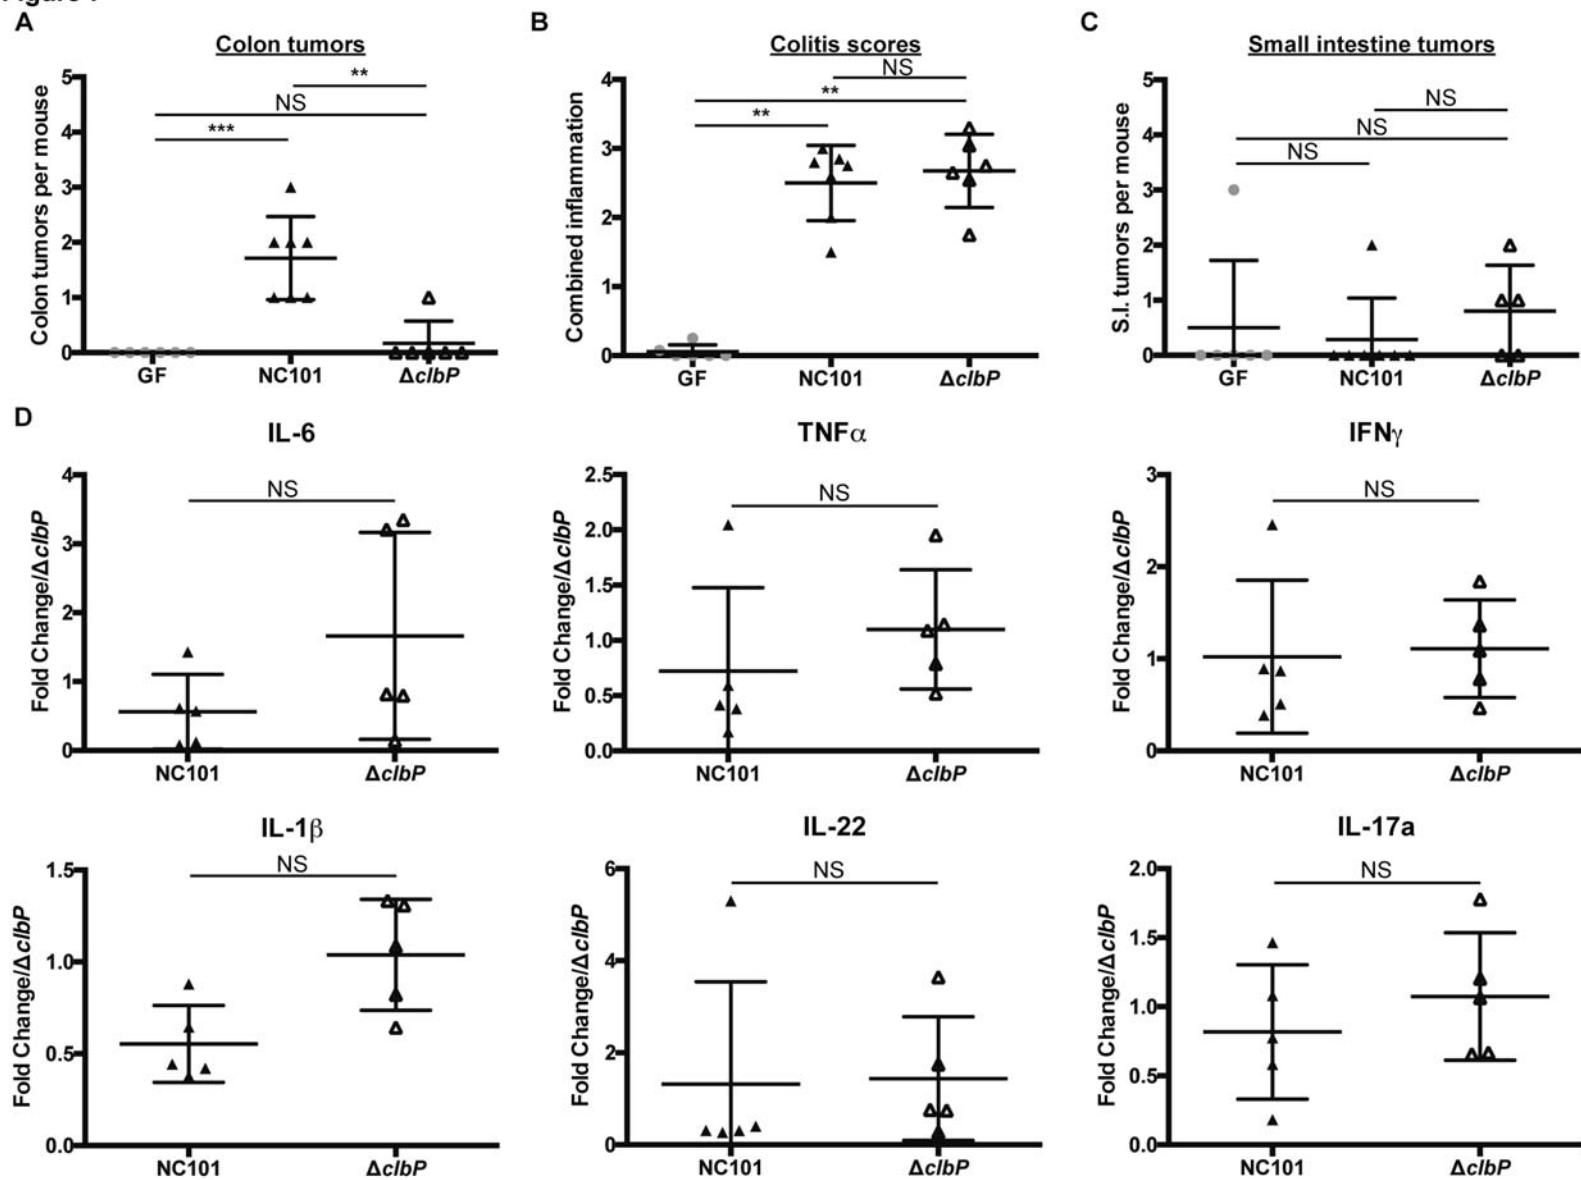 A
B
C
Colon tumors
Colitis scores
Small intestine tumors
Colon tumors per mouse
5
4
3
2
1
0
**
NS
***
GF
NC101
ΔclbP
Combined inflammation
4
3
2
1
0
NS
**
**
GF
NC101
ΔclbP
S.I. tumors per mouse
5
4
3
2
1
0
NS
NS
NS
GF
NC101
ΔclbP
D
IL-6
Fold Change/ΔclbP
4
3
2
1
0
NS
NC101
ΔclbP
TNFα
Fold Change/ΔclbP
2.5
2.0
1.5
1.0
0.5
0.0
NS
NC101
ΔclbP
IFNγ
Fold Change/ΔclbP
3
2
1
0
NS
NC101
ΔclbP
IL-1β
Fold Change/ΔclbP
1.5
1.0
0.5
0.0
NS
NC101
ΔclbP
IL-22
Fold Change/ΔclbP
6
4
2
0
NS
NC101
ΔclbP
IL-17a
Fold Change/ΔclbP
2.0
1.5
1.0
0.5
0.0
NS
NC101
ΔclbP